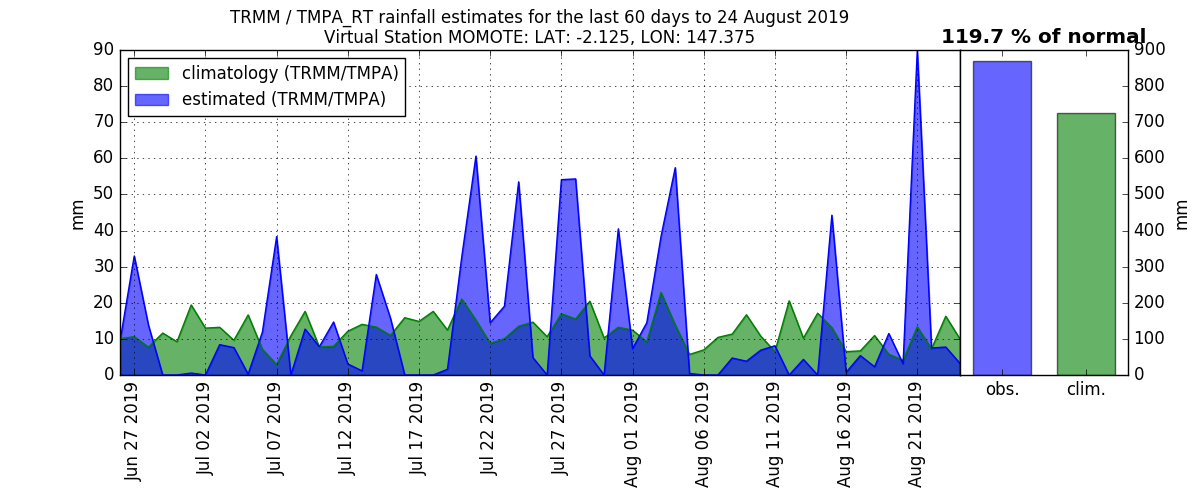 TRMM / TMPA_RT rainfall estimates for the last 60 days to 24 August 2019
Virtual Station MOMOTE: LAT: -2.125, LON: 147.375
119.7 % of normal
climatology (TRMM/TMPA)
estimated (TRMM/TMPA)
90
80
70
60
50
40
30
20
10
0
mm
Jun 27 2019
Jul 02 2019
Jul 07 2019
Jul 12 2019
Jul 17 2019
Jul 22 2019
Jul 27 2019
Aug 01 2019
Aug 06 2019
Aug 11 2019
Aug 16 2019
Aug 21 2019
obs.
clim.
900
800
700
600
500
400
300
200
100
0
mm